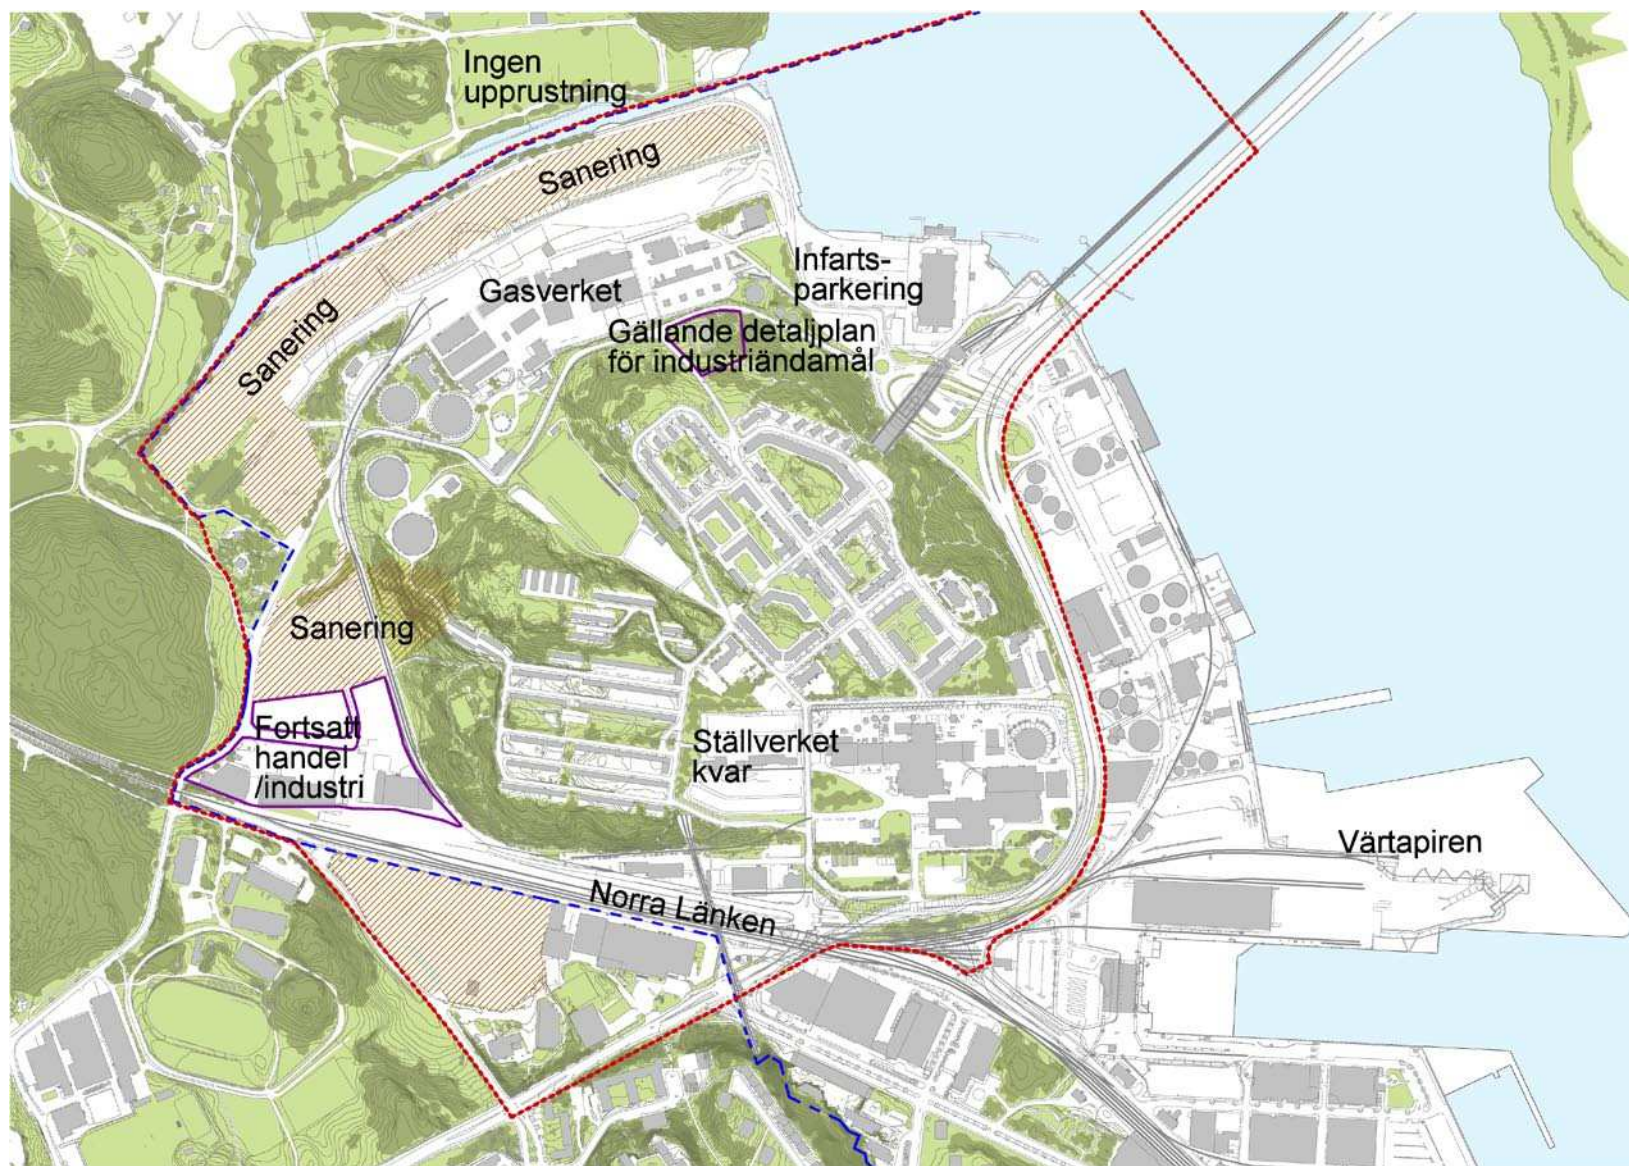 Ingen
upprustning
Sanering
Sanering
Gasverket
Infarts-
parkering
Gällande detaljplan
för industriändamål
Sanering
Fortsatt
handel
/industri
Ställverket
kvar
Norra Länken
Värtapiren